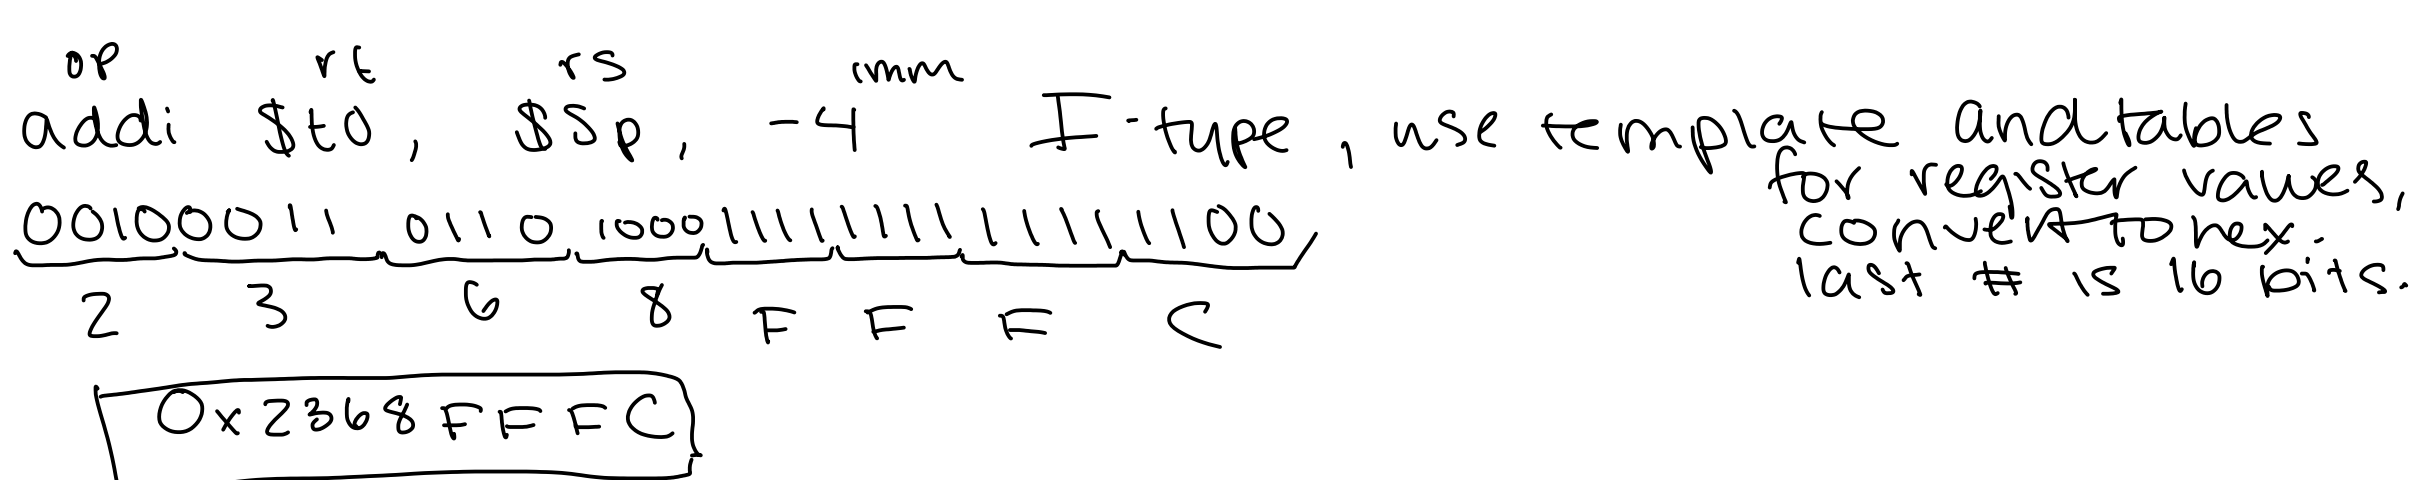 op rt rs imm
addi $t0, $sp, -4 I-type, use template and tables
for register values,
00100011 0110 1000 1111 1111 1111 1100
convert to hex.
last # is 16 bits.
2 3 6 8 F F F C
0x2368FFFC